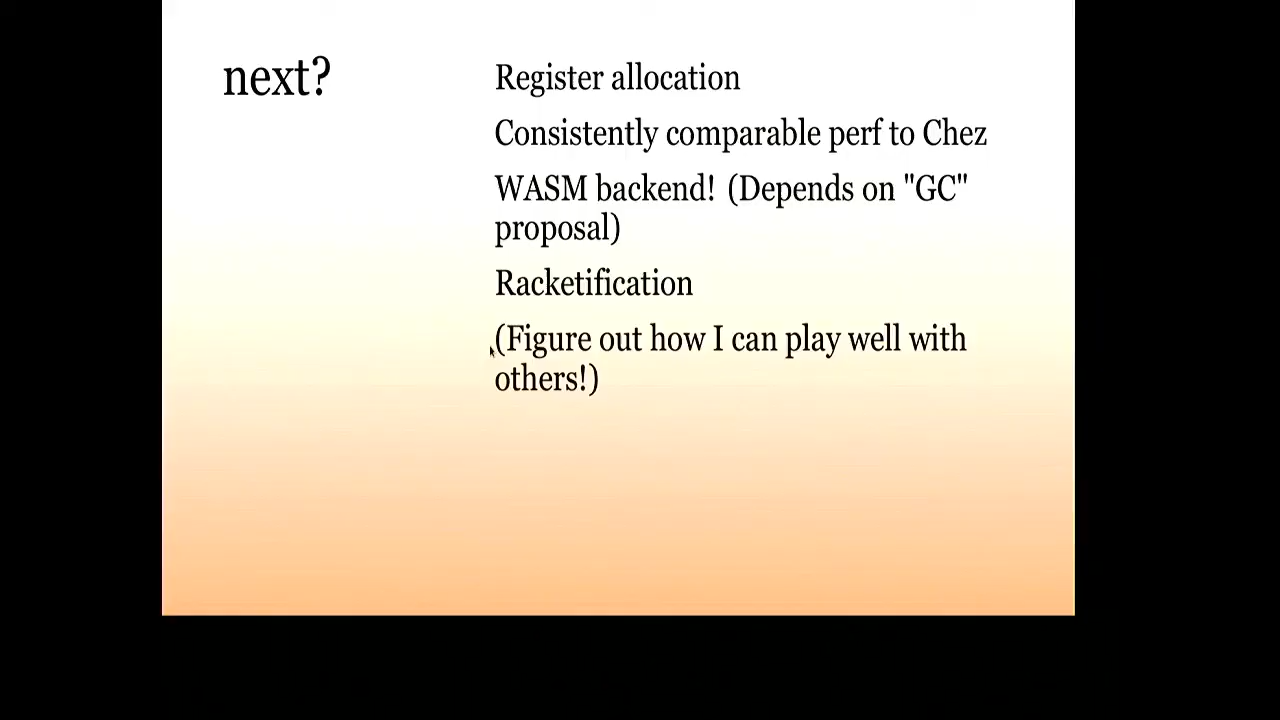 next?
Register allocation
Consistently comparable perf to Chez
WASM backend! (Depends on "GC"
proposal)
Racketification
(Figure out how I can play well with
others!)